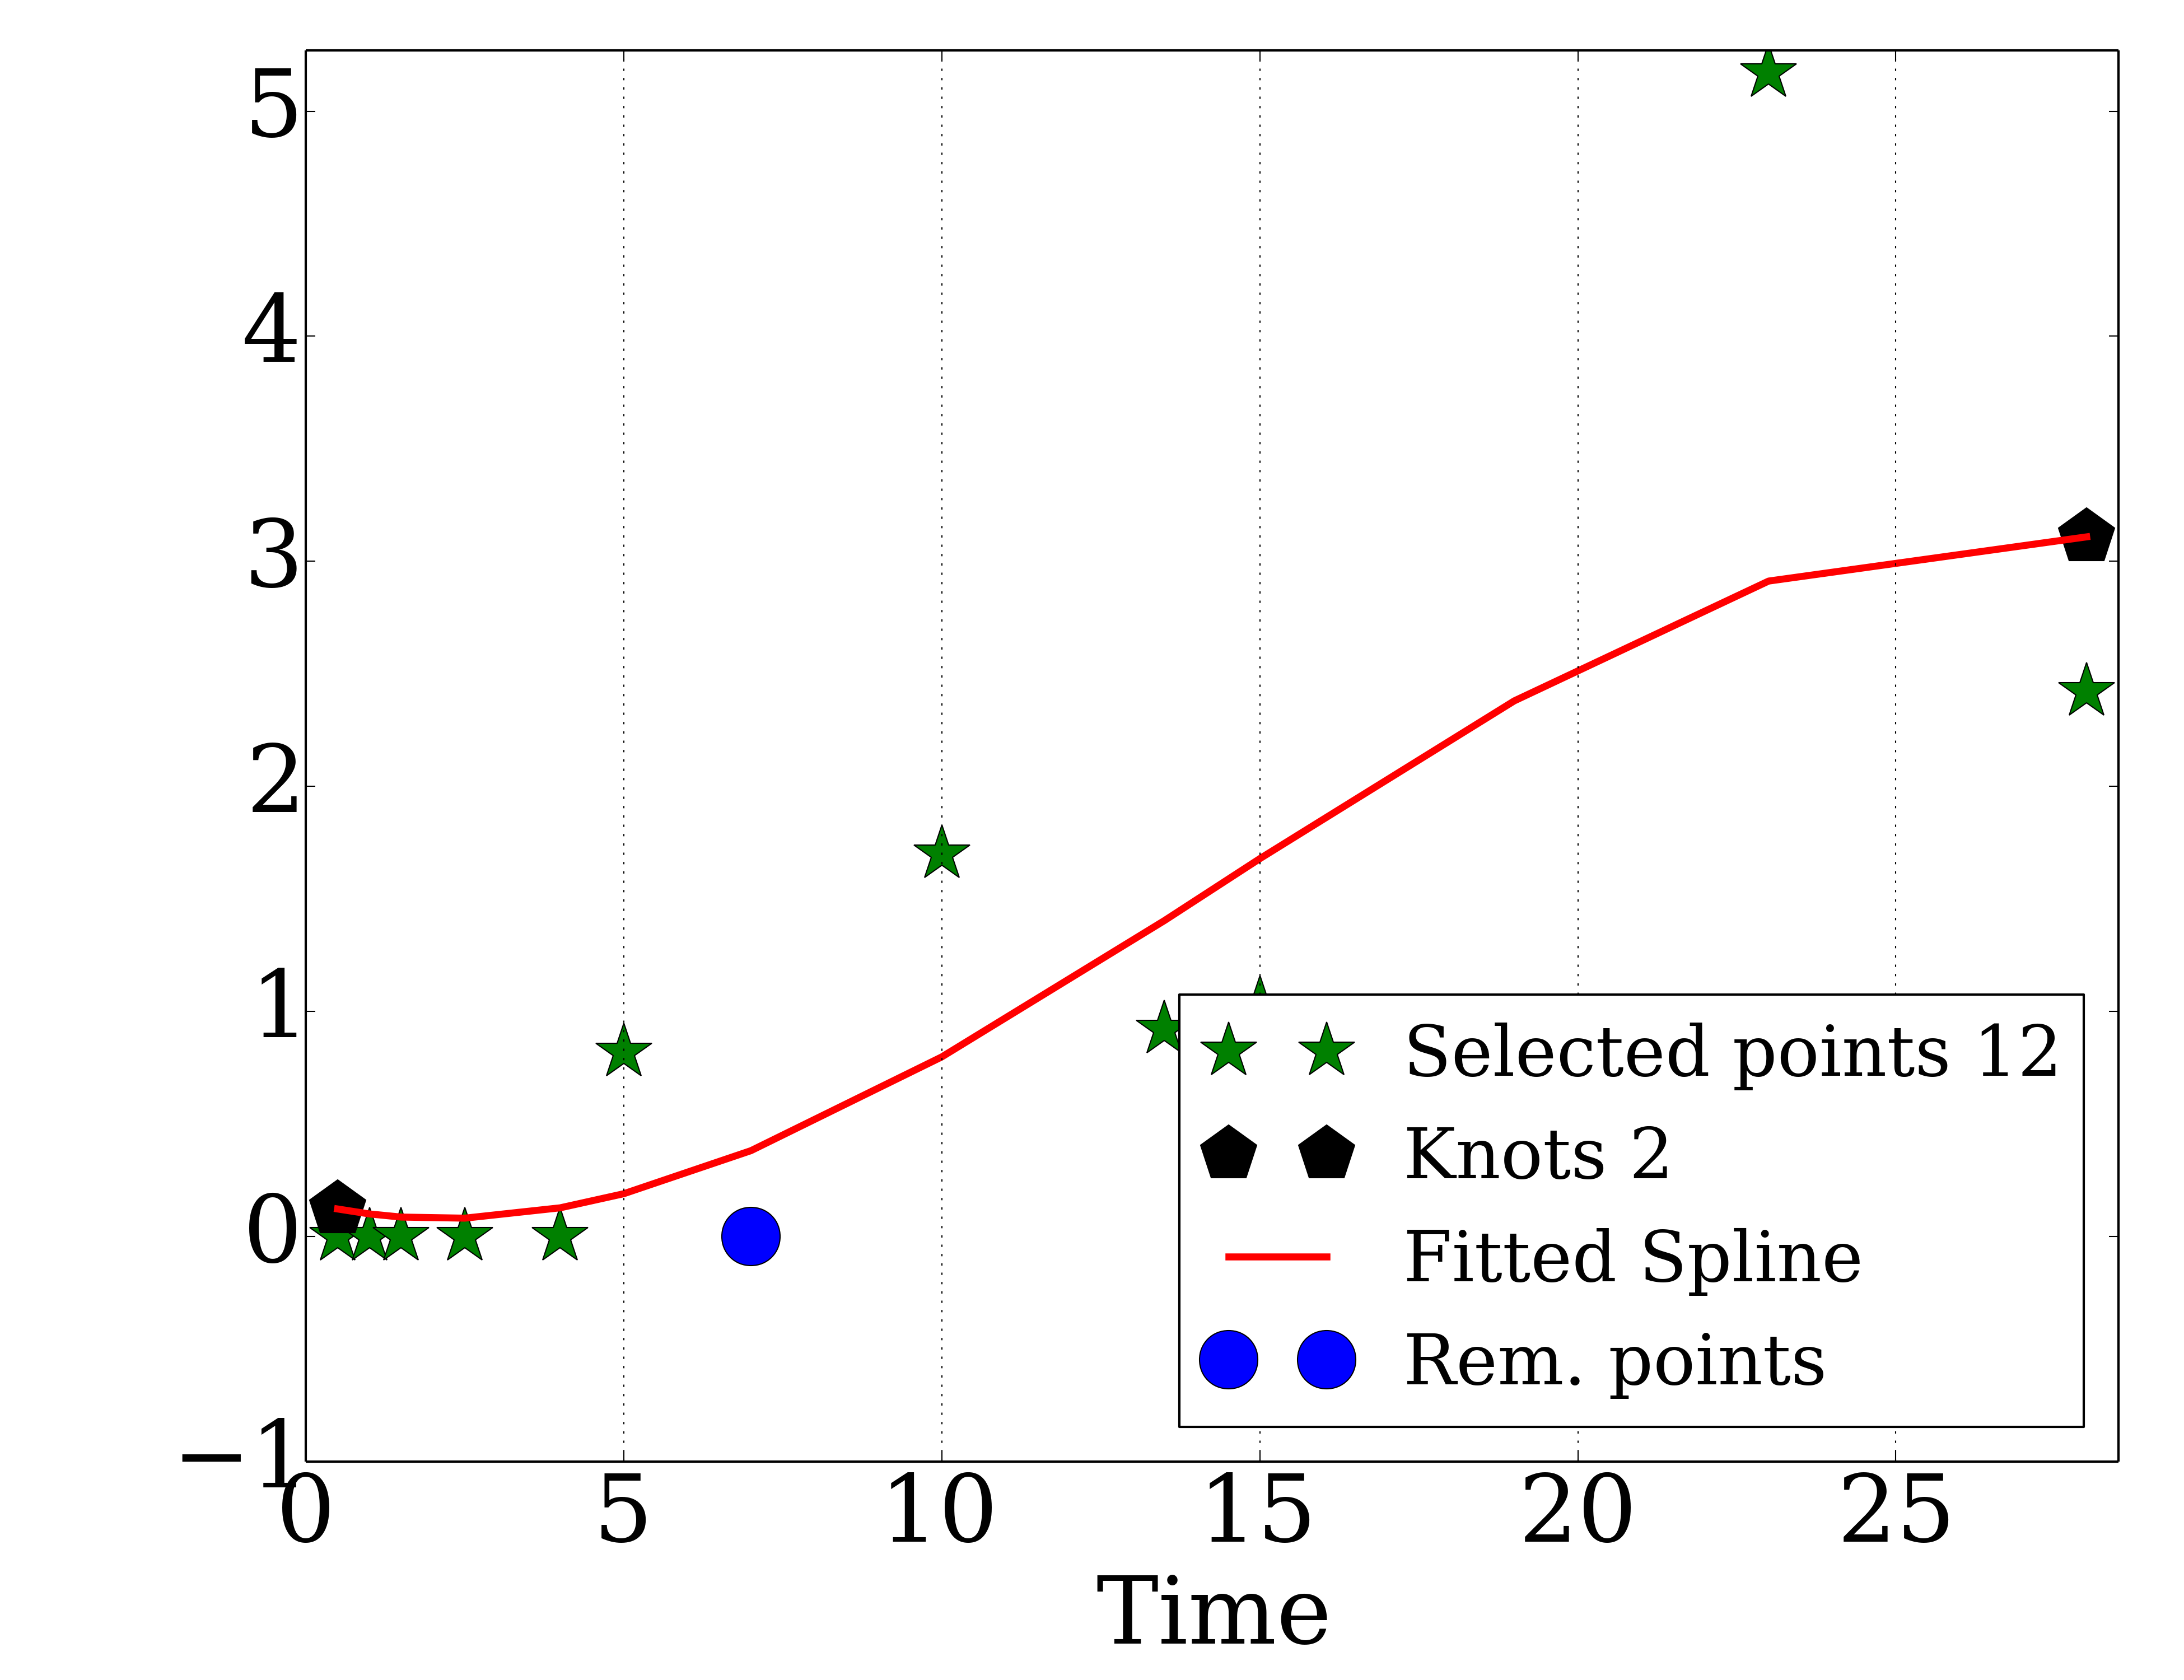 5
4
3
2
1
0
−1
0 5 10 15 20 25
Time
Selected points 12
Knots 2
Fitted Spline
Rem. points